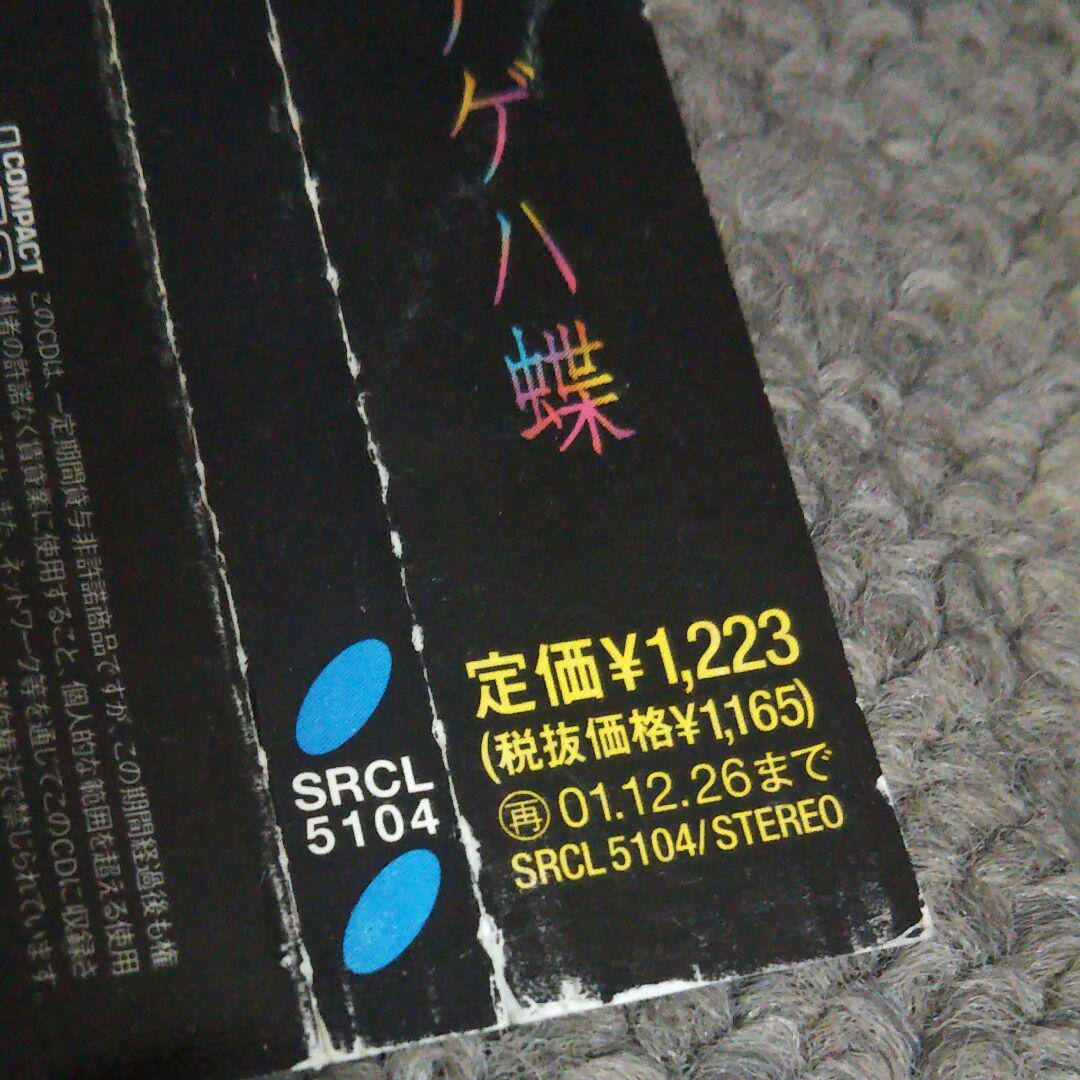 ゲハ蝶
定価¥1,223
(税抜価格¥1,165)
再 01.12.26まで
SRCL 5104/STEREO
SRCL
5104
COMPACT
このCDは、一定期間貸与非許諾商品ですが、この期間経過後も権
利者の許諾なく賃貸業に使用すること、個人的な範囲を超える使用
ネットワーク等を通してこのCDに収録さ
で禁じられています。